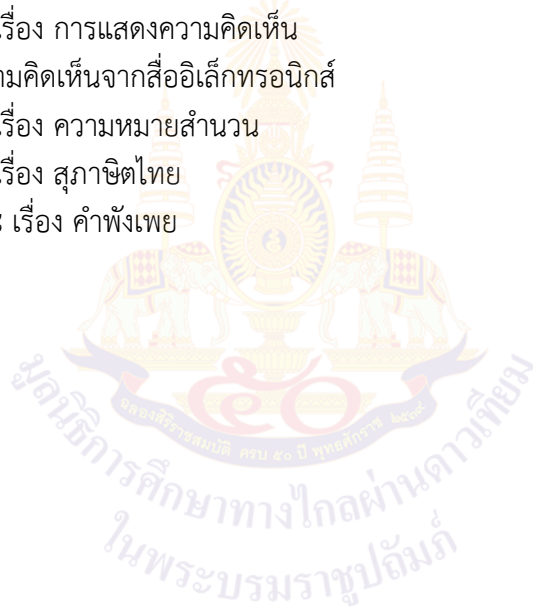 เรื่อง การแสดงความคิดเห็น
ามคิดเห็นจากสื่ออิเล็กทรอนิกส์
เรื่อง ความหมายสำนวน
เรื่อง สุภาษิตไทย
เรื่อง คำพังเพย
๕๐
ฉลองสิริราชสมบัติ ครบ ๕๐ ปี พุทธศักราช ๒๕๓๙
มูลนิธิการศึกษาทางไกลผ่านดาวเทียม
ในพระบรมราชูปถัมภ์